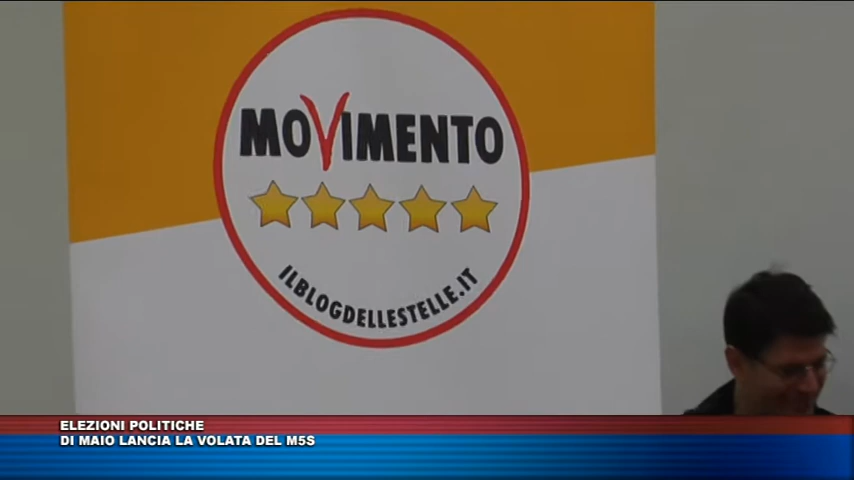 MOVIMENTO
ILBLOGDELLESTELLE.IT
ELEZIONI POLITICHE
DI MAIO LANCIA LA VOLATA DEL M5S